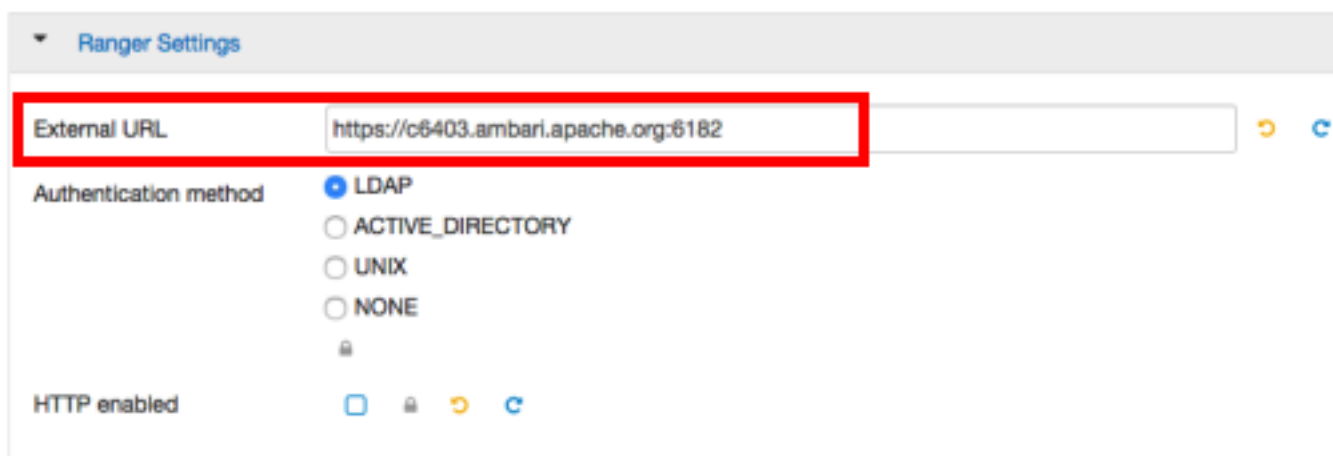 Ranger Settings
External URL https://c6403.ambari.apache.org:6182
Authentication method LDAP
ACTIVE_DIRECTORY
UNIX
NONE
HTTP enabled